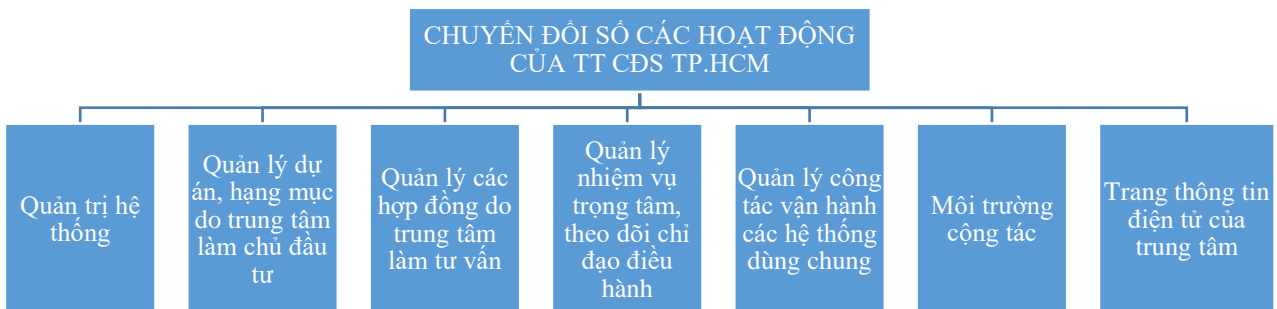 CHUYỂN ĐỔI SỐ CÁC HOẠT ĐỘNG
CỦA TT CĐS TP.HCM
Quản trị hệ
thống
Quản lý dự
án, hạng mục
do trung tâm
làm chủ đầu
tư
Quản lý các
hợp đồng do
trung tâm
làm tư vấn
Quản lý
nhiệm vụ
trọng tâm,
theo dõi chỉ
đạo điều
hành
Quản lý công
tác vận hành
các hệ thống
dùng chung
Môi trường
cộng tác
Trang thông tin
điện tử của
trung tâm